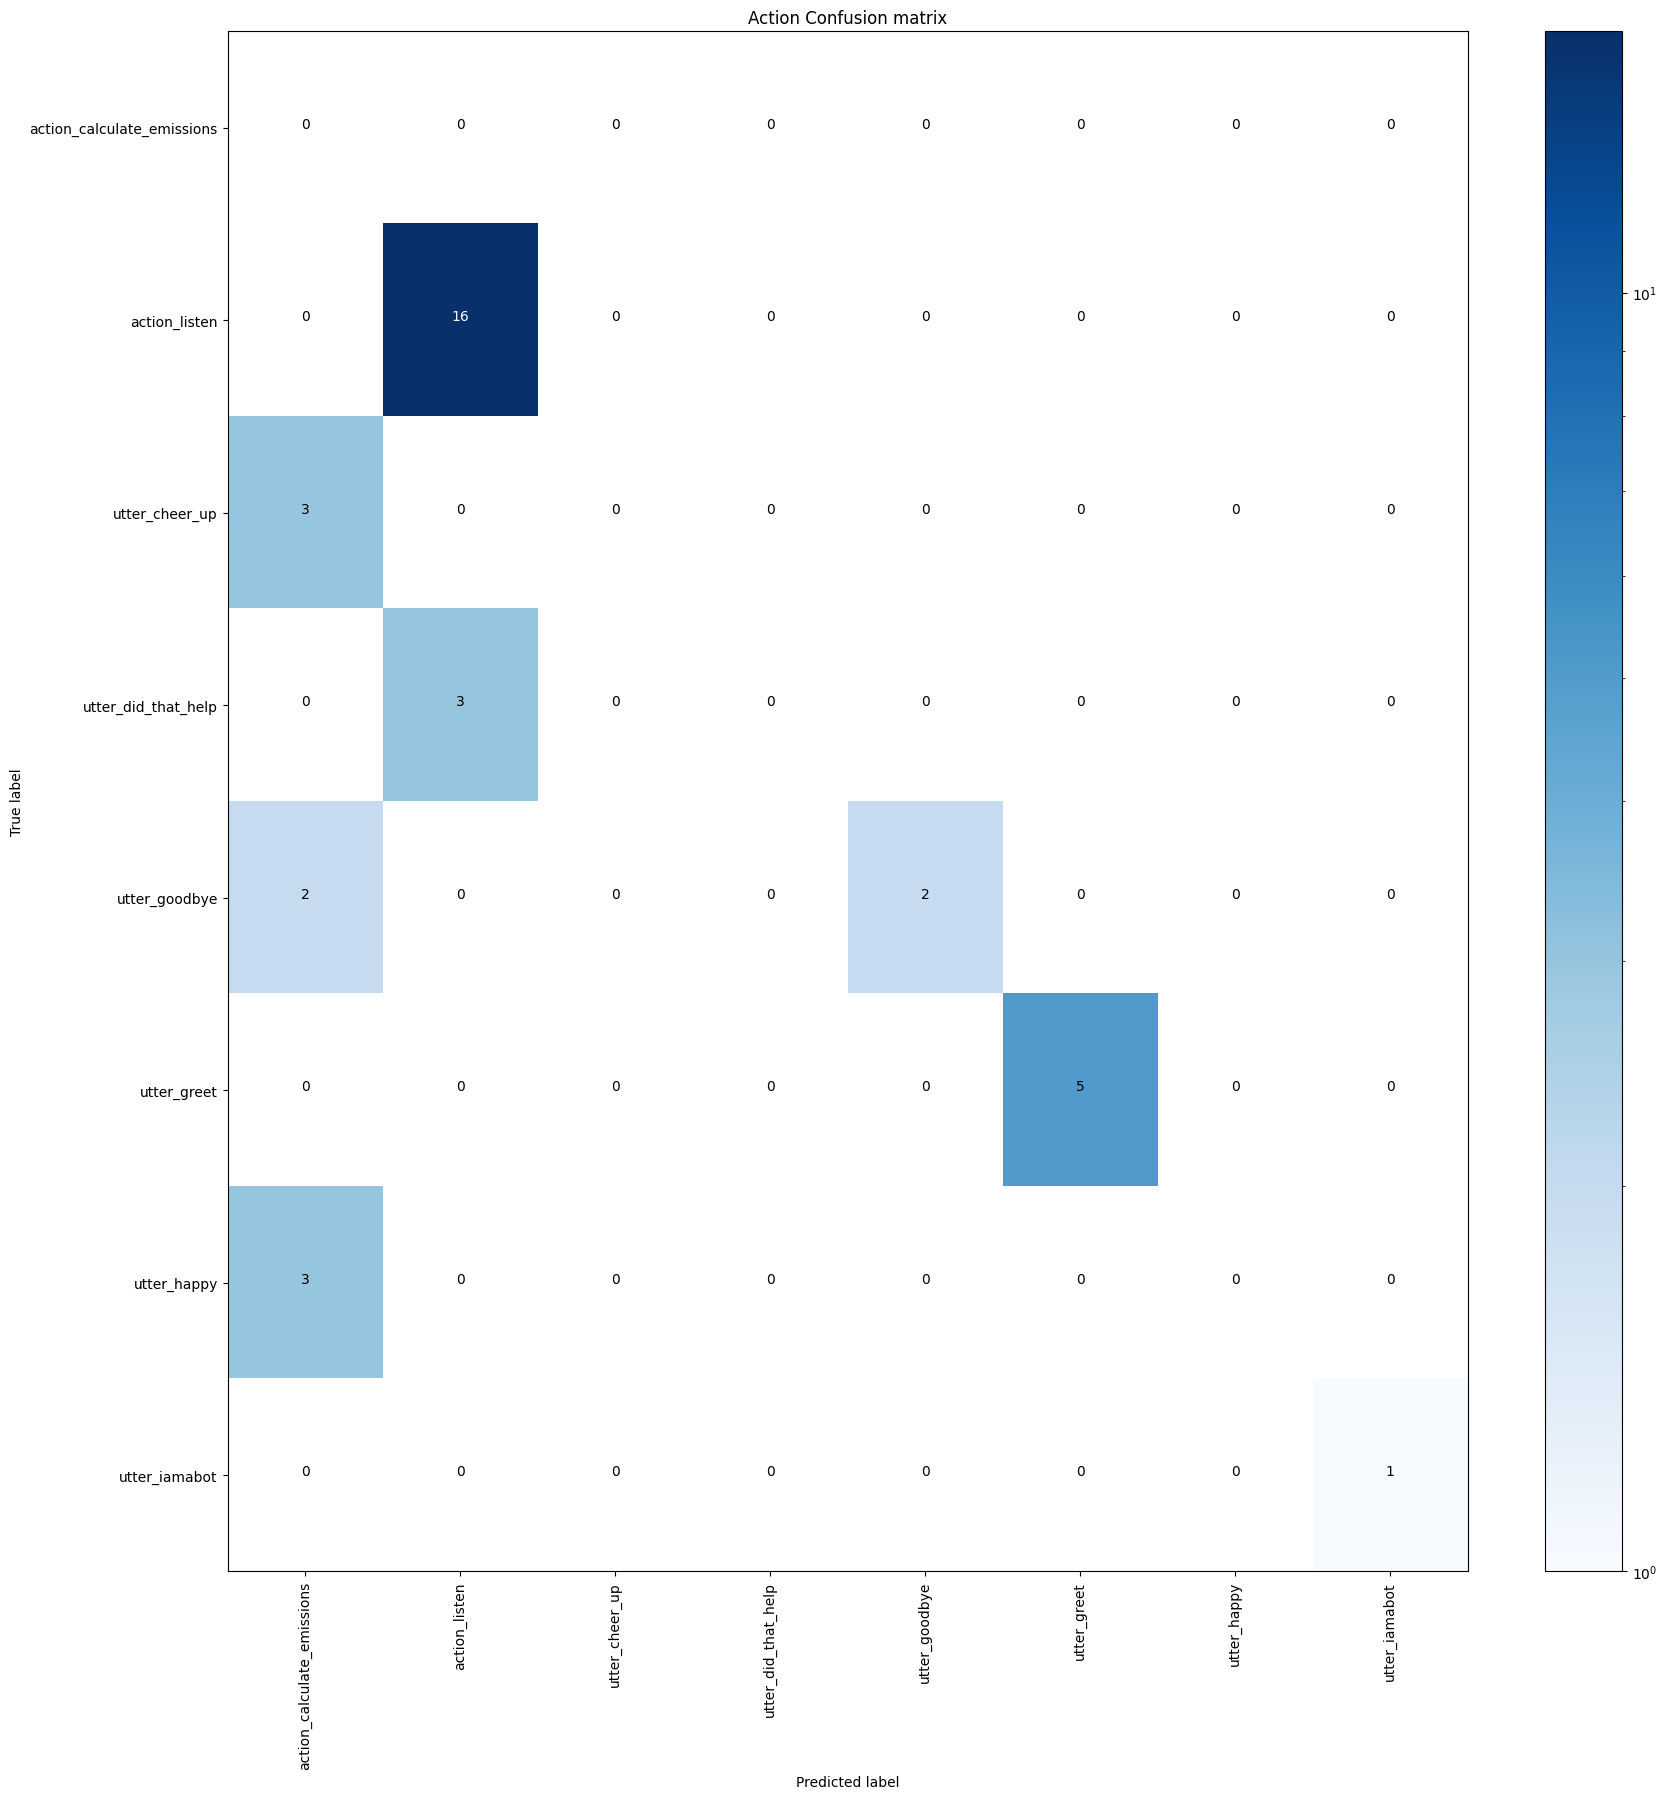 Action Confusion matrix
action_calculate_emissions 0 0 0 0 0 0 0 0
action_listen 0 16 0 0 0 0 0 0
utter_cheer_up 3 0 0 0 0 0 0 0
utter_did_that_help 0 3 0 0 0 0 0 0
utter_goodbye 2 0 0 0 2 0 0 0
utter_greet 0 0 0 0 0 5 0 0
utter_happy 3 0 0 0 0 0 0 0
utter_iamabot 0 0 0 0 0 0 0 1
True label
action_calculate_emissions
action_listen
utter_cheer_up
utter_did_that_help
utter_goodbye
utter_greet
utter_happy
utter_iamabot
Predicted label
10¹
10⁰